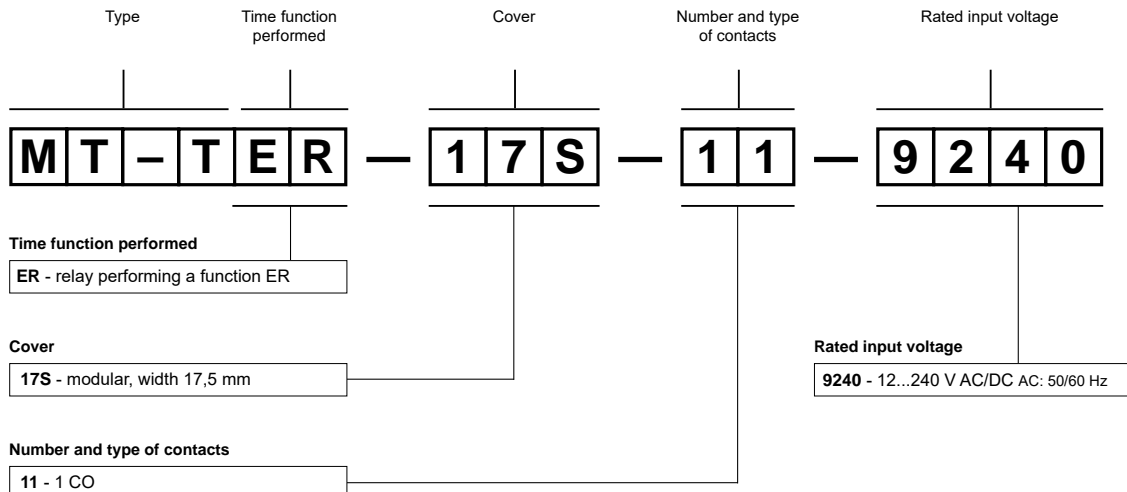 Type
Time function
performed
Cover
Number and type
of contacts
Rated input voltage
MT–TER — 17S — 11 — 9240
Time function performed
ER - relay performing a function ER
Cover
17S - modular, width 17,5 mm
Rated input voltage
9240 - 12...240 V AC/DC AC: 50/60 Hz
Number and type of contacts
11 - 1 CO